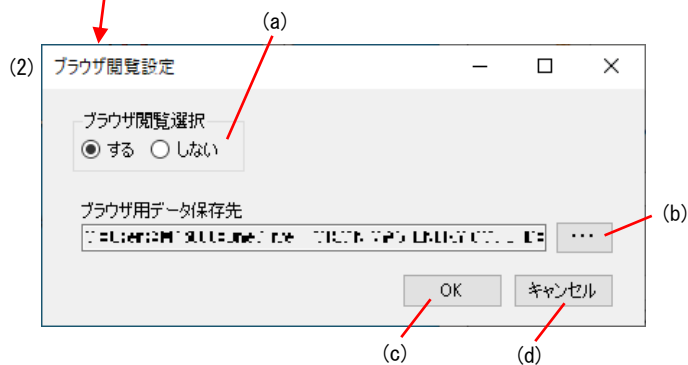 (a)
(2) ブラウザ閲覧設定
ブラウザ閲覧選択
する しない
ブラウザ用データ保存先
(b)
...
OK キャンセル
(c) (d)